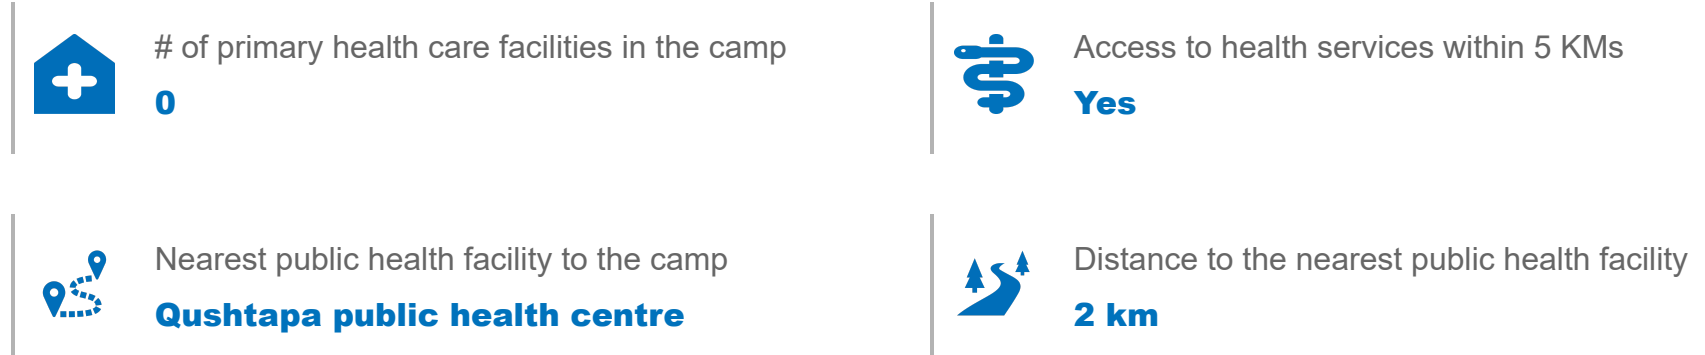 # of primary health care facilities in the camp
0
Access to health services within 5 KMs
Yes
Nearest public health facility to the camp
Qushtapa public health centre
Distance to the nearest public health facility
2 km